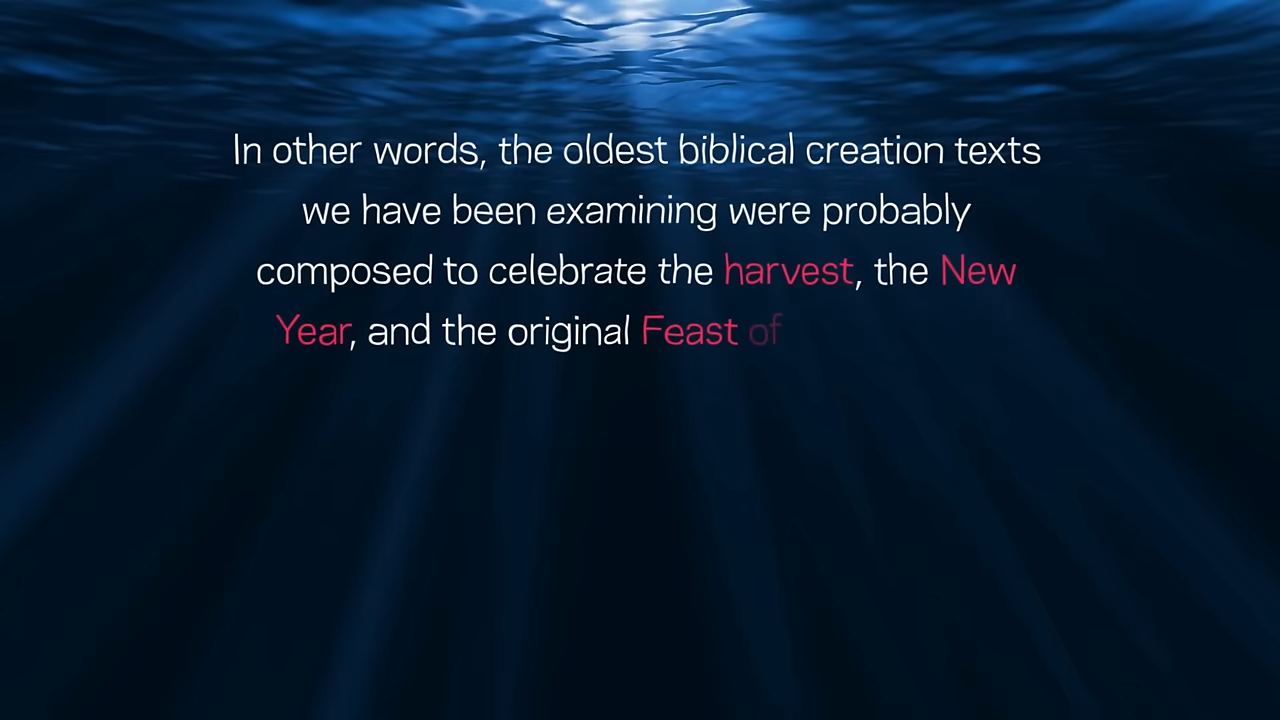 In other words, the oldest biblical creation texts
we have been examining were probably
composed to celebrate the harvest, the New
Year, and the original Feast of